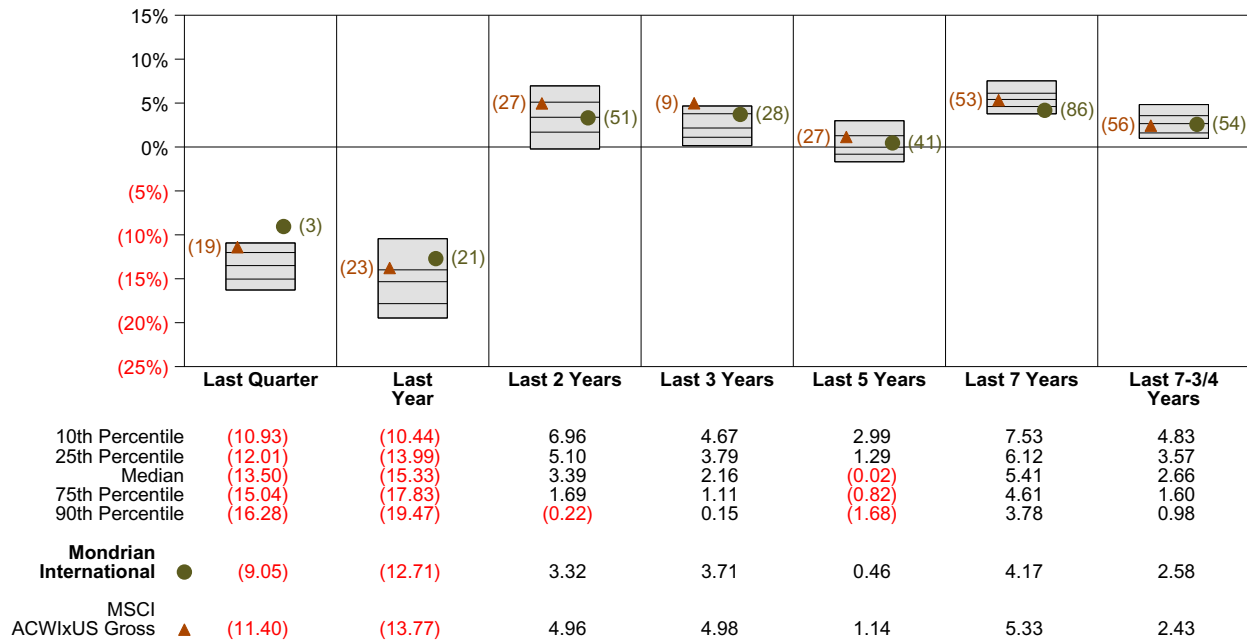 15%
10%
5%
0%
(5%)
(10%)
(15%)
(20%)
(25%)
(19) (3)
(23) (21)
(27) (51)
(9) (28)
(27) (41)
(53) (86)
(56) (54)
Last Quarter Last Year Last 2 Years Last 3 Years Last 5 Years Last 7 Years Last 7-3/4 Years
10th Percentile (10.93) (10.44) 6.96 4.67 2.99 7.53 4.83
25th Percentile (12.01) (13.99) 5.10 3.79 1.29 6.12 3.57
Median (13.50) (15.33) 3.39 2.16 (0.02) 5.41 2.66
75th Percentile (15.04) (17.83) 1.69 1.11 (0.82) 4.61 1.60
90th Percentile (16.28) (19.47) (0.22) 0.15 (1.68) 3.78 0.98
Mondrian
International (9.05) (12.71) 3.32 3.71 0.46 4.17 2.58
MSCI
ACWIxUS Gross (11.40) (13.77) 4.96 4.98 1.14 5.33 2.43